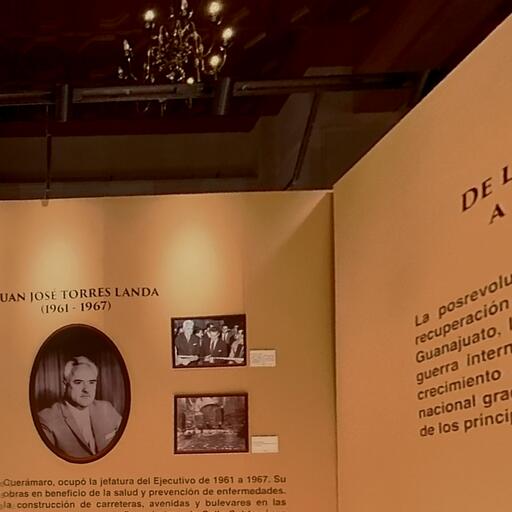 UAN JOSÉ TORRES LANDA
(1961 - 1967)
Querámaro, ocupó la jefatura del Ejecutivo de 1961 a 1967. Su
obras en beneficio de la salud y prevención de enfermedades.
la construcción de carreteras, avenidas y bulevares en las
DE L
A
La posrevolu
recuperación
Guanajuato, l
guerra intern
crecimiento
nacional gra
de los princip